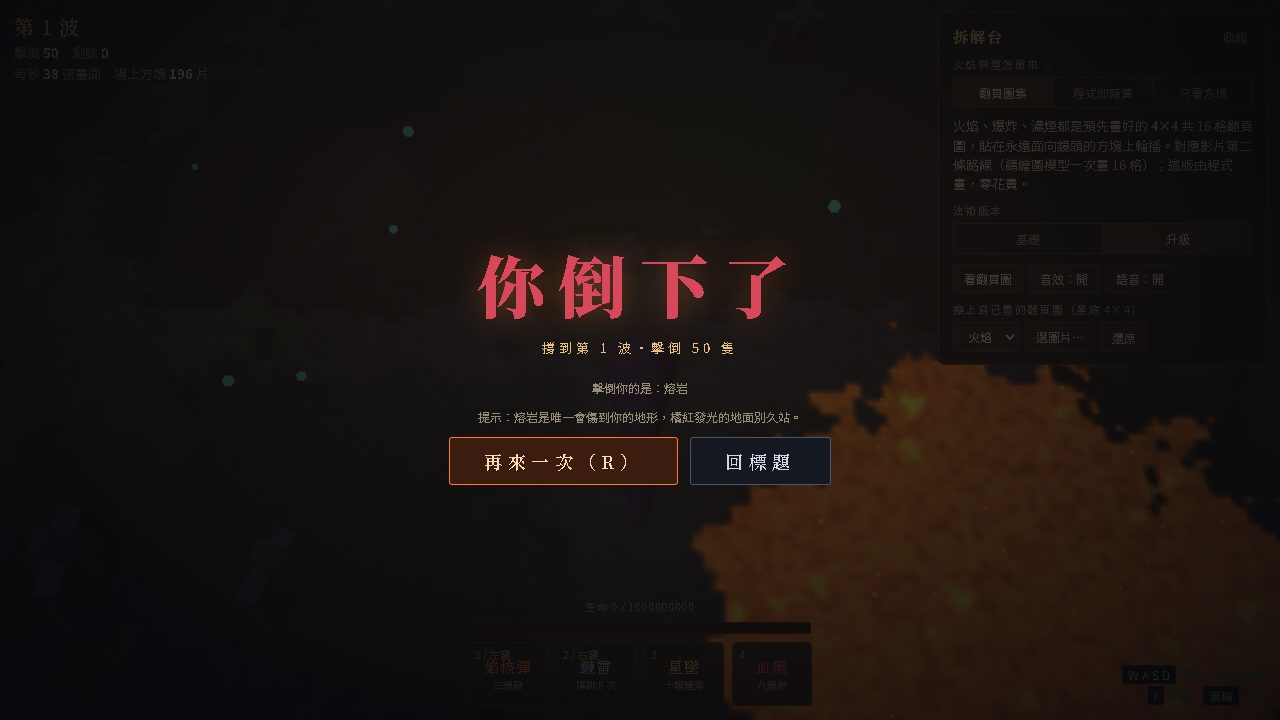 第 1 波
擊倒 50 剩餘 0
每秒 38 張畫面 場上方塊 196 片
拆解台
收起
火焰與煙怎麼來
翻頁圖集 程式即時算 只看方塊
火焰、爆炸、濃煙都是預先畫好的 4×4 共 16 格翻頁
圖，貼在永遠面向鏡頭的方塊上輪播。對應影片第二
條路線（請繪圖模型一次畫 16 格）；這版由程式
畫，零花費。
法術版本
基礎 升級
看翻頁圖 音效：開 語音：開
換上自己畫的翻頁圖（黑底 4×4）
火焰 選圖片… 還原
你倒下了
撐到第 1 波・擊倒 50 隻
擊倒你的是：熔岩
提示：熔岩是唯一會傷到你的地形，橘紅發光的地面別久站。
再來一次（R） 回標題
生命 0 / 1000000000
1/左鍵 2/右鍵 3 4
焰核彈 鏈雷 星墜 血環
三連發 彈跳 6 次 十顆連落 八連刺
WASD
滾輪